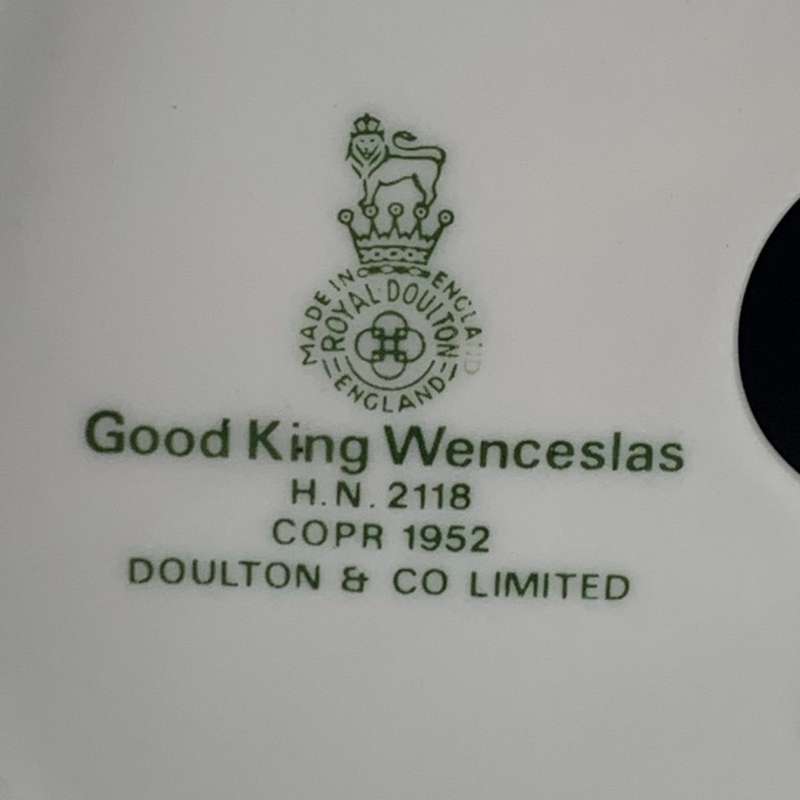 MADE IN ENGLAND
ROYAL DOULTON
ENGLAND
Good King Wenceslas
H.N. 2118
COPR 1952
DOULTON & CO LIMITED